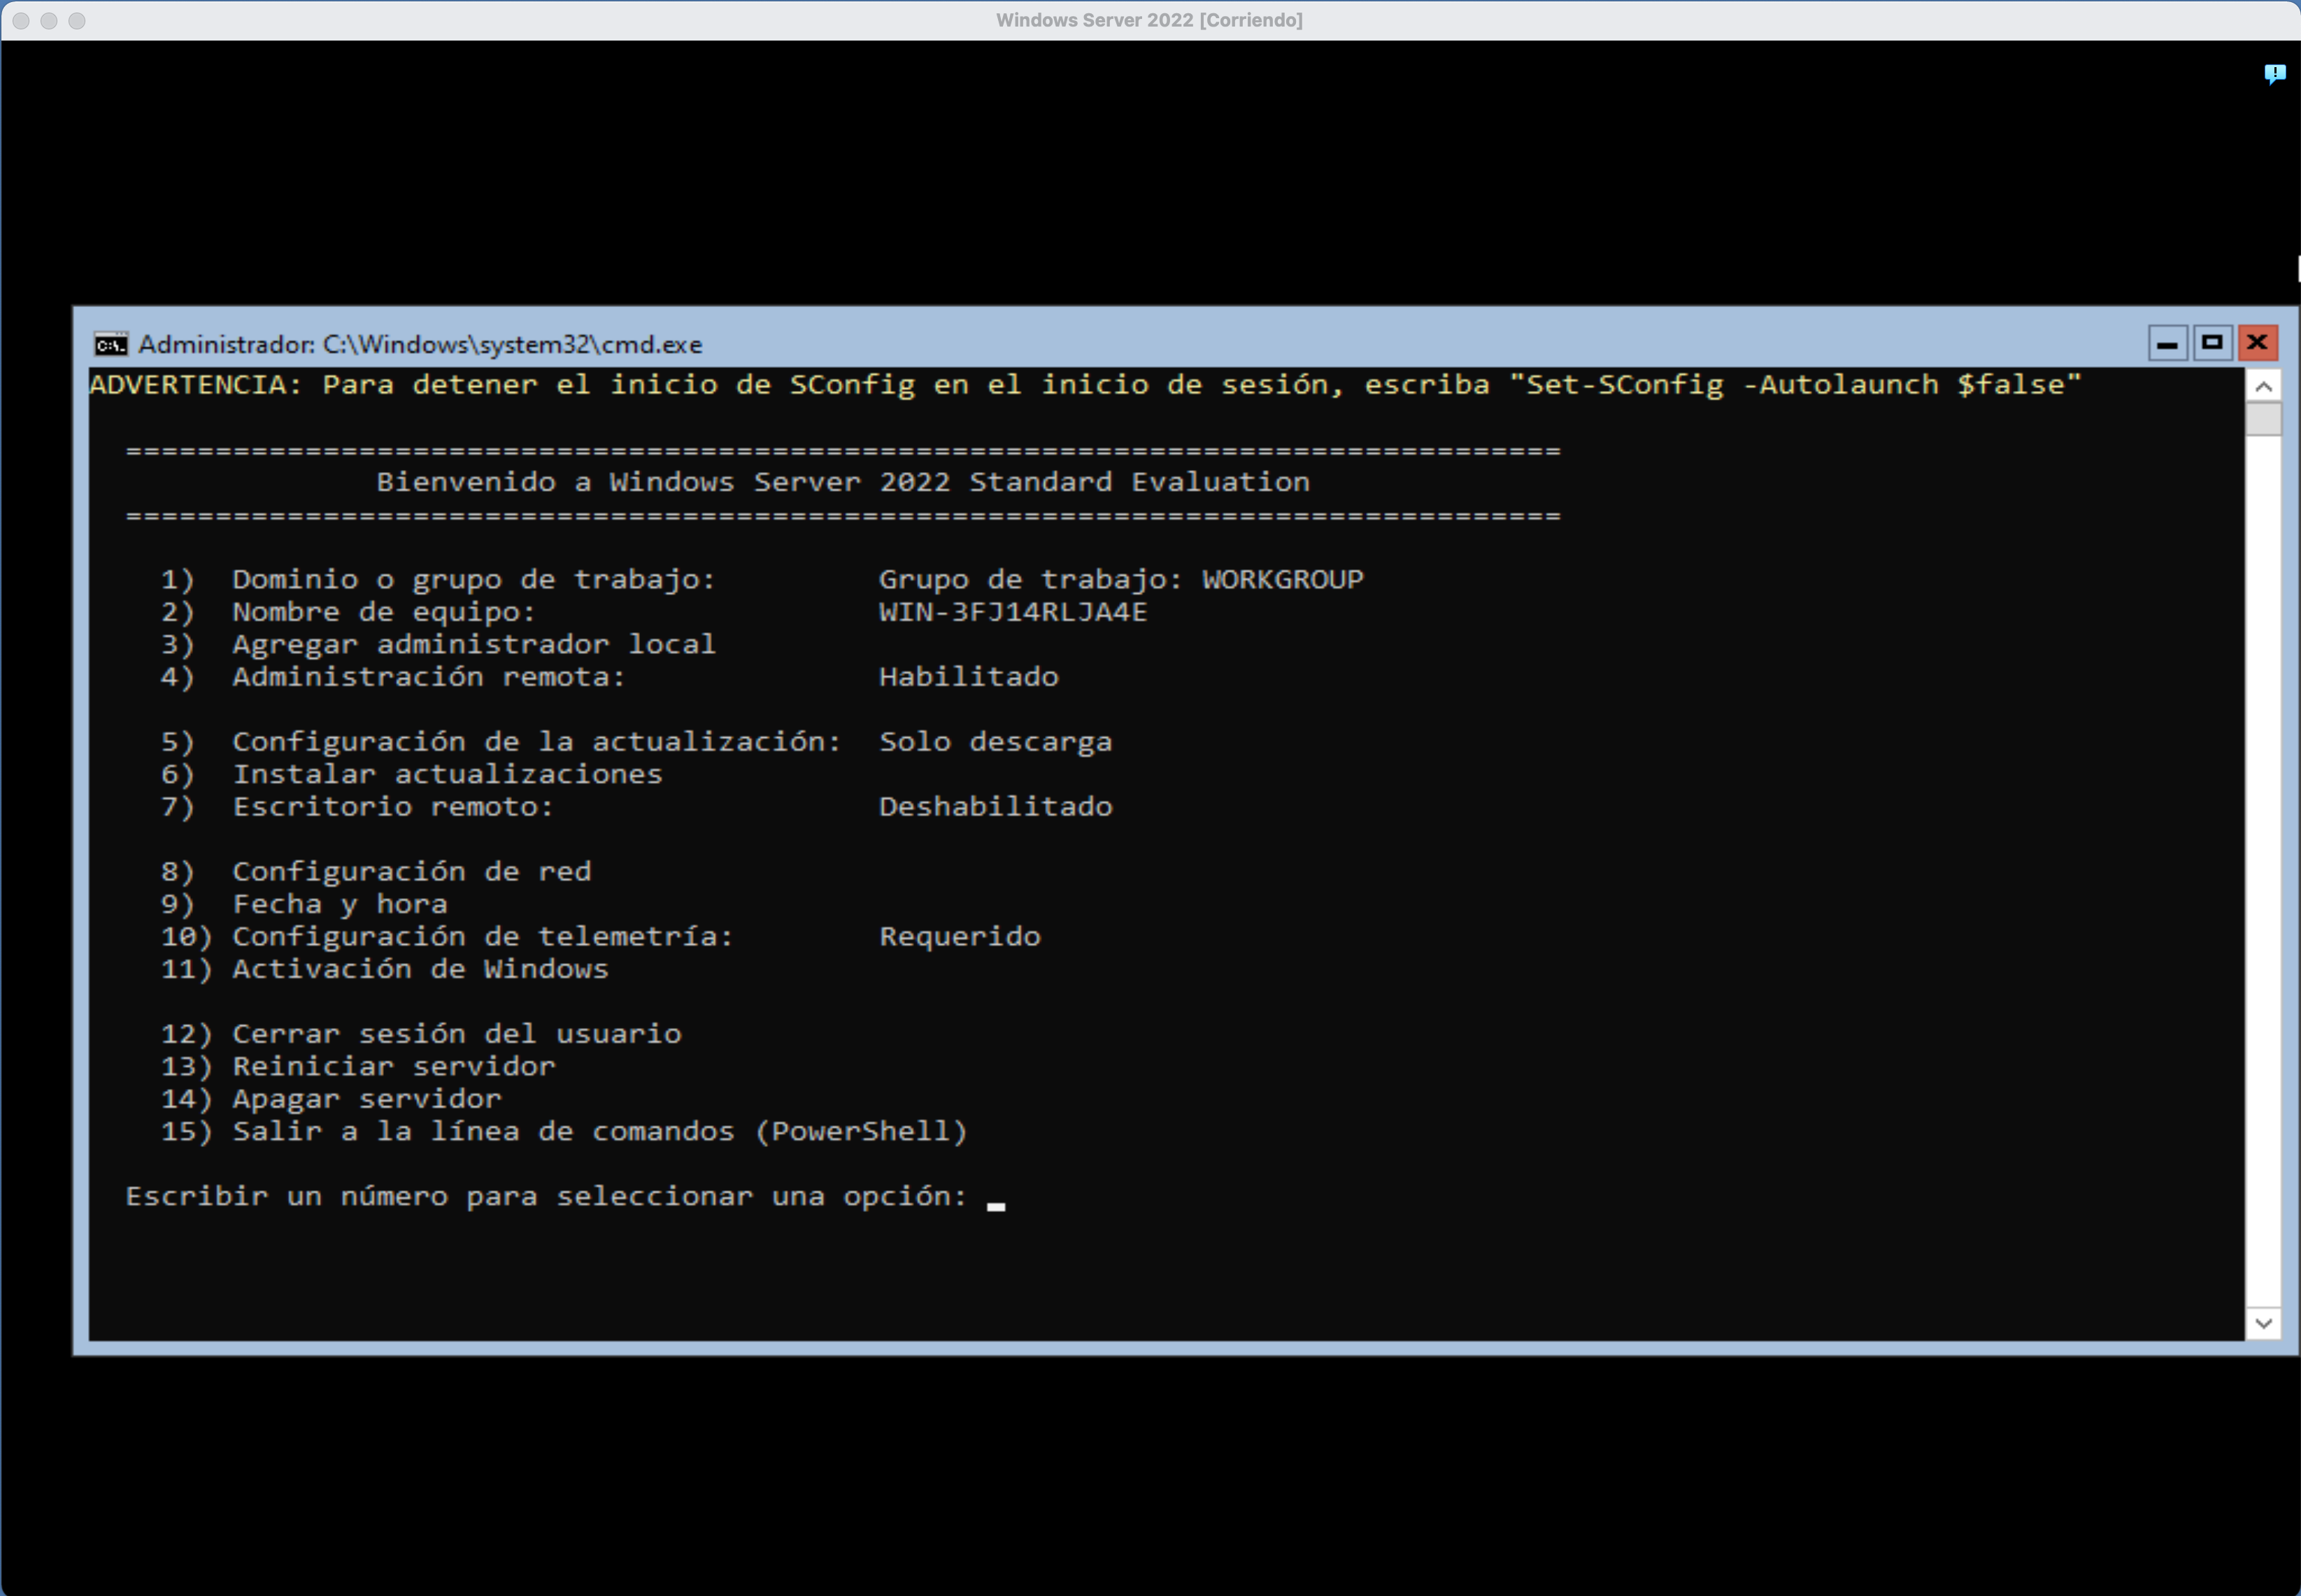 Windows Server 2022 [Corriendo]
Administrador: C:\Windows\system32\cmd.exe
ADVERTENCIA: Para detener el inicio de SConfig en el inicio de sesión, escriba "Set-SConfig -Autolaunch $false"
================================================================================
Bienvenido a Windows Server 2022 Standard Evaluation
================================================================================
1) Dominio o grupo de trabajo: Grupo de trabajo: WORKGROUP
2) Nombre de equipo: WIN-3FJ14RLJA4E
3) Agregar administrador local
4) Administración remota: Habilitado
5) Configuración de la actualización: Solo descarga
6) Instalar actualizaciones
7) Escritorio remoto: Deshabilitado
8) Configuración de red
9) Fecha y hora
10) Configuración de telemetría: Requerido
11) Activación de Windows
12) Cerrar sesión del usuario
13) Reiniciar servidor
14) Apagar servidor
15) Salir a la línea de comandos (PowerShell)
Escribir un número para seleccionar una opción: